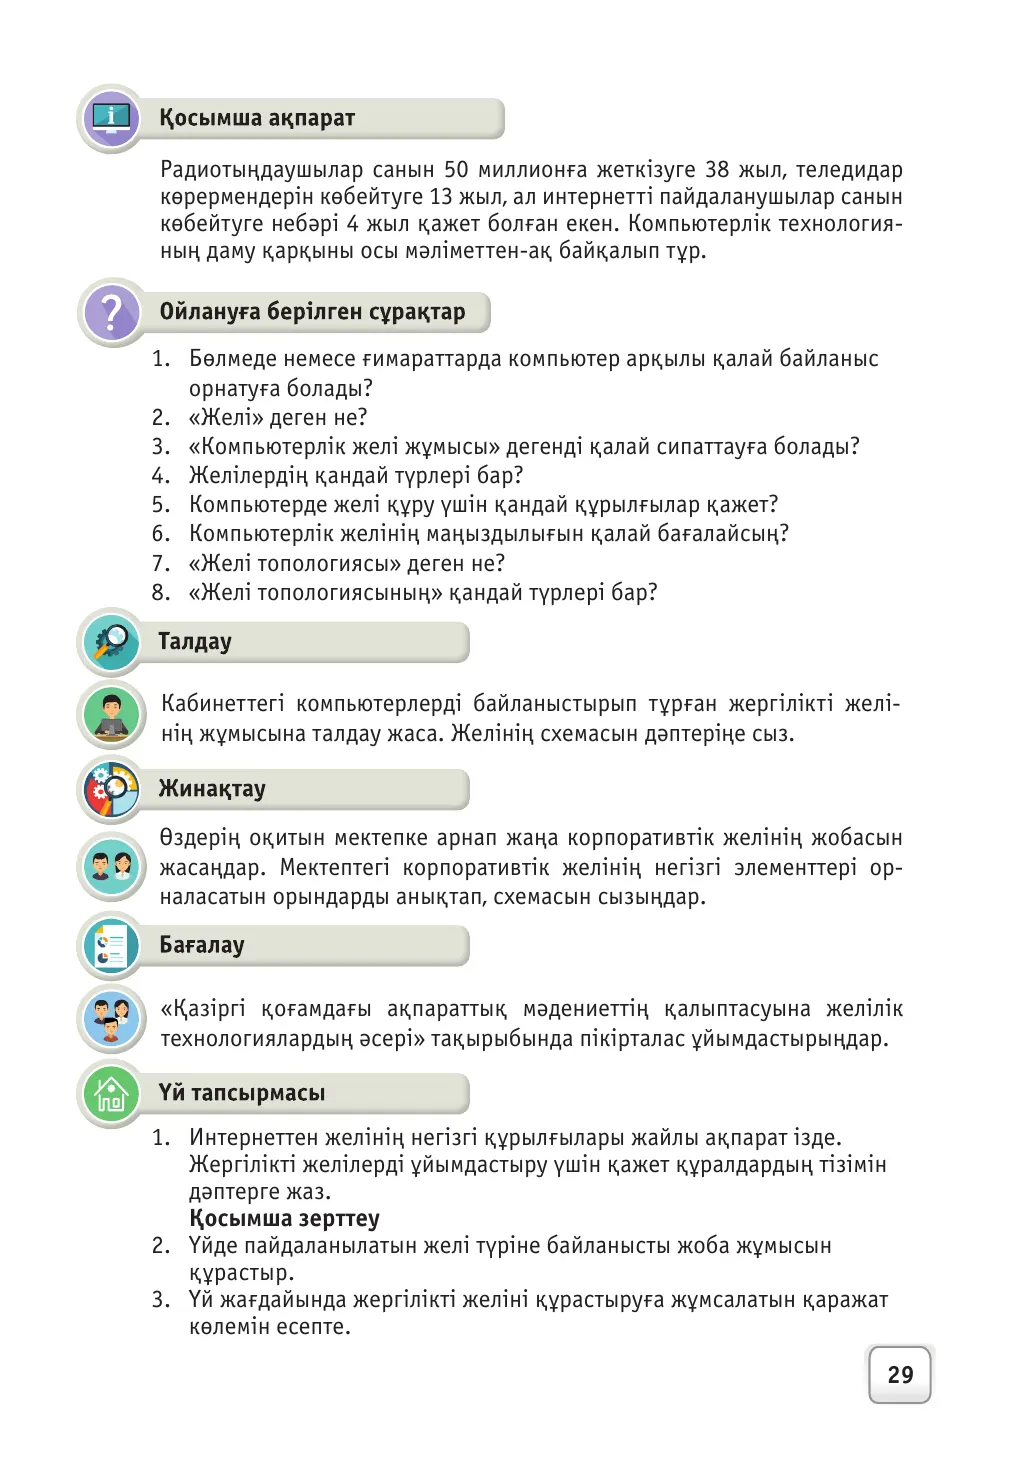 Қосымша ақпарат
Радиотыңдаушылар санын 50 миллионға жеткізуге 38 жыл, теледидар
көрермендерін көбейтуге 13 жыл, ал интернетті пайдаланушылар санын
көбейтуге небәрі 4 жыл қажет болған екен. Компьютерлік технология-
ның даму қарқыны осы мәліметтен-ақ байқалып тұр.
Ойлануға берілген сұрақтар
1. Бөлмеде немесе ғимараттарда компьютер арқылы қалай байланыс
орнатуға болады?
2. «Желі» деген не?
3. «Компьютерлік желі жұмысы» дегенді қалай сипаттауға болады?
4. Желілердің қандай түрлері бар?
5. Компьютерде желі құру үшін қандай құрылғылар қажет?
6. Компьютерлік желінің маңыздылығын қалай бағалайсың?
7. «Желі топологиясы» деген не?
8. «Желі топологиясының» қандай түрлері бар?
Талдау
Кабинеттегі компьютерлерді байланыстырып тұрған жергілікті желі-
нің жұмысына талдау жаса. Желінің схемасын дәптеріңе сыз.
Жинақтау
Өздерің оқитын мектепке арнап жаңа корпоративтік желінің жобасын
жасаңдар. Мектептегі корпоративтік желінің негізгі элементтері ор-
наласатын орындарды анықтап, схемасын сызыңдар.
Бағалау
«Қазіргі қоғамдағы ақпараттық мәдениеттің қалыптасуына желілік
технологиялардың әсері» тақырыбында пікірталас ұйымдастырыңдар.
Үй тапсырмасы
1. Интернеттен желінің негізгі құрылғылары жайлы ақпарат ізде.
Жергілікті желілерді ұйымдастыру үшін қажет құралдардың тізімін
дәптерге жаз.
Қосымша зерттеу
2. Үйде пайдаланылатын желі түріне байланысты жоба жұмысын
құрастыр.
3. Үй жағдайында жергілікті желіні құрастыруға жұмсалатын қаражат
көлемін есепте.
29